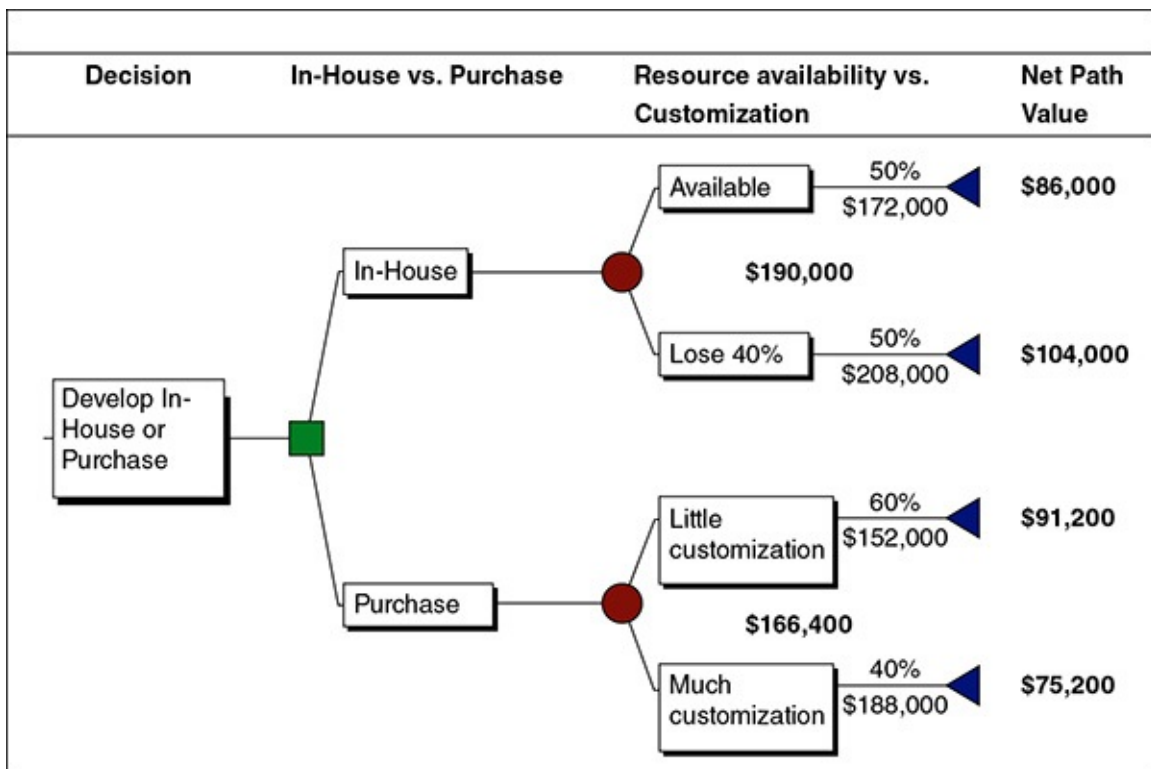 Decision
In-House vs. Purchase
Resource availability vs.
Customization
Net Path
Value
Available
50%
$172,000
$86,000
In-House
$190,000
Lose 40%
50%
$208,000
$104,000
Develop In-
House or
Purchase
Little
customization
60%
$152,000
$91,200
Purchase
$166,400
Much
customization
40%
$188,000
$75,200